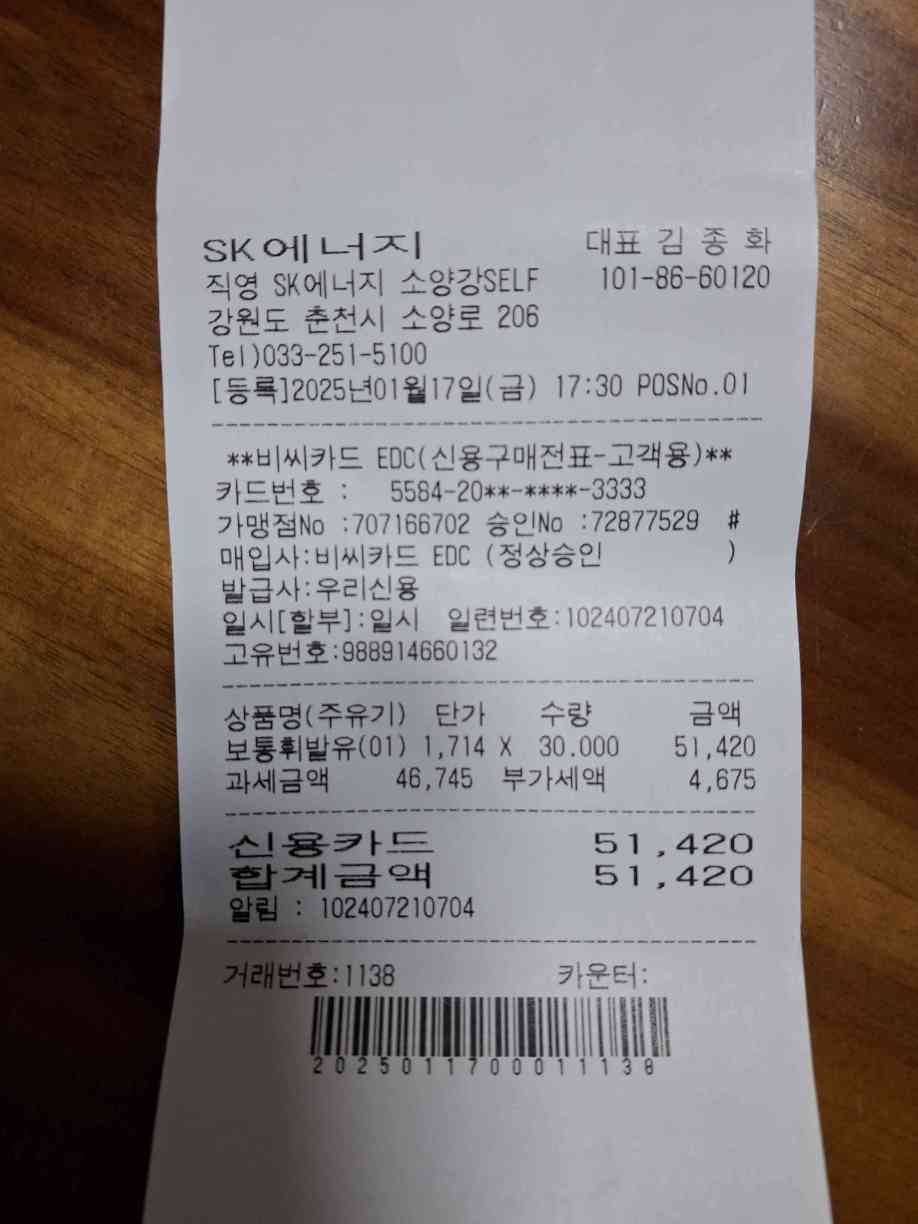 SK에너지 대표 김 종 화
직영 SK에너지 소양강SELF 101-86-60120
강원도 춘천시 소양로 206
Tel)033-251-5100
[등록]2025년01월17일(금) 17:30 POSNo.01
**비씨카드 EDC(신용구매전표-고객용)**
카드번호 : 5584-20**-****-3333
가맹점No :707166702 승인No :72877529 #
매입사:비씨카드 EDC (정상승인 )
발급사:우리신용
일시[할부]:일시 일련번호:102407210704
고유번호:988914660132
상품명(주유기) 단가 수량 금액
보통휘발유(01) 1,714 X 30.000 51,420
과세금액 46,745 부가세액 4,675
신용카드 51,420
합계금액 51,420
알림 : 102407210704
거래번호:1138 카운터:
2025011700011138